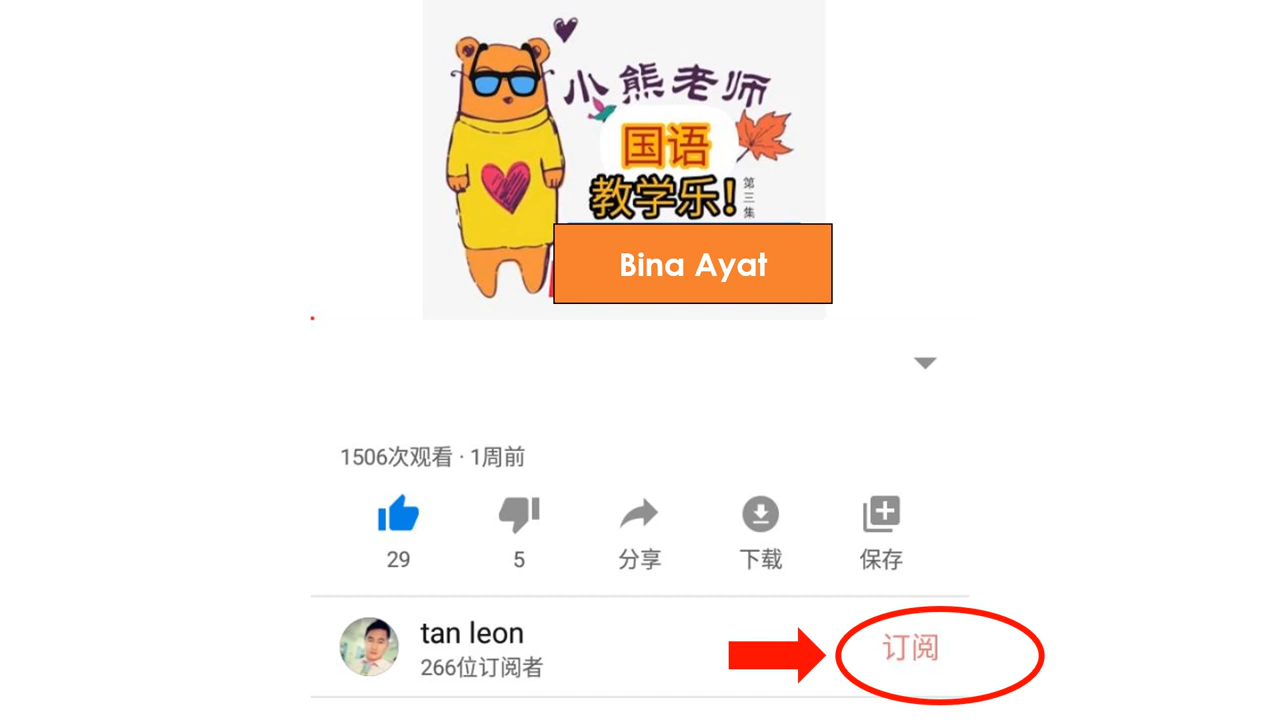 小熊老师
国语
教学乐!
第三集
Bina Ayat
1506次观看 · 1周前
29
5
分享
下载
保存
tan leon
266位订阅者
订阅